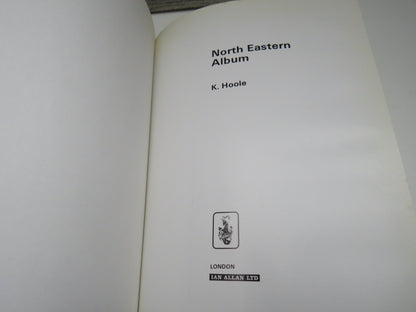 North Eastern
Album
K. Hoole
LONDON
IAN ALLAN LTD